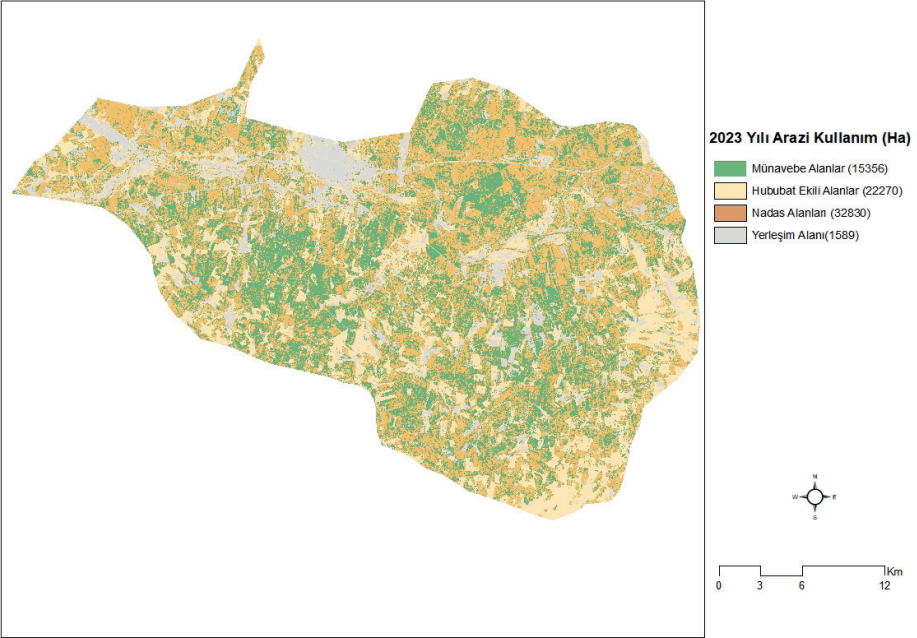 2023 Yılı Arazi Kullanım (Ha)
Münavebe Alanlar (15356)
Hububat Ekili Alanlar (22270)
Nadas Alanları (32830)
Yerleşim Alanı(1589)
N
W E
S
Km
0 3 6 12